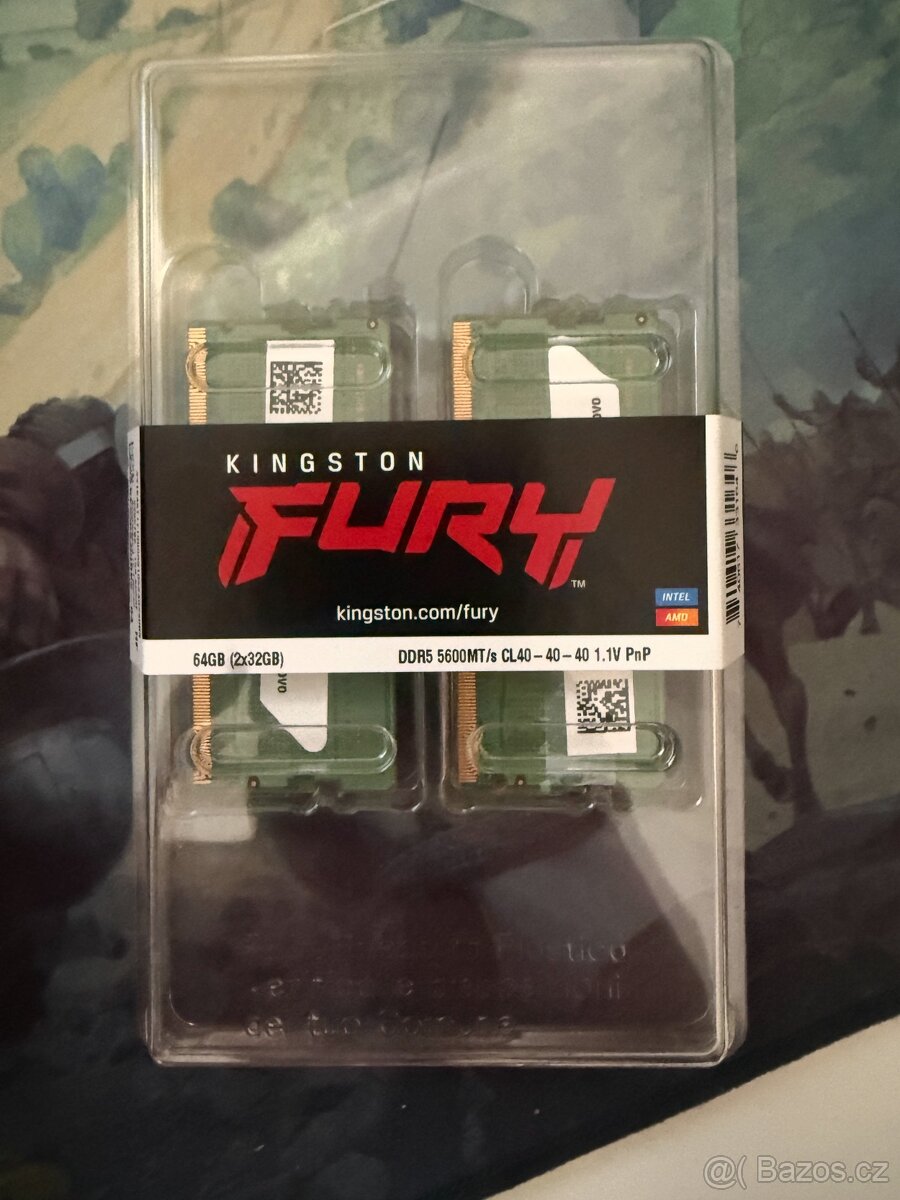 KINGSTON
FURY
TM
kingston.com/fury
INTEL
AMD
64GB (2x32GB)
DDR5 5600MT/s CL40-40-40 1.1V PnP
@( Bazos.cz